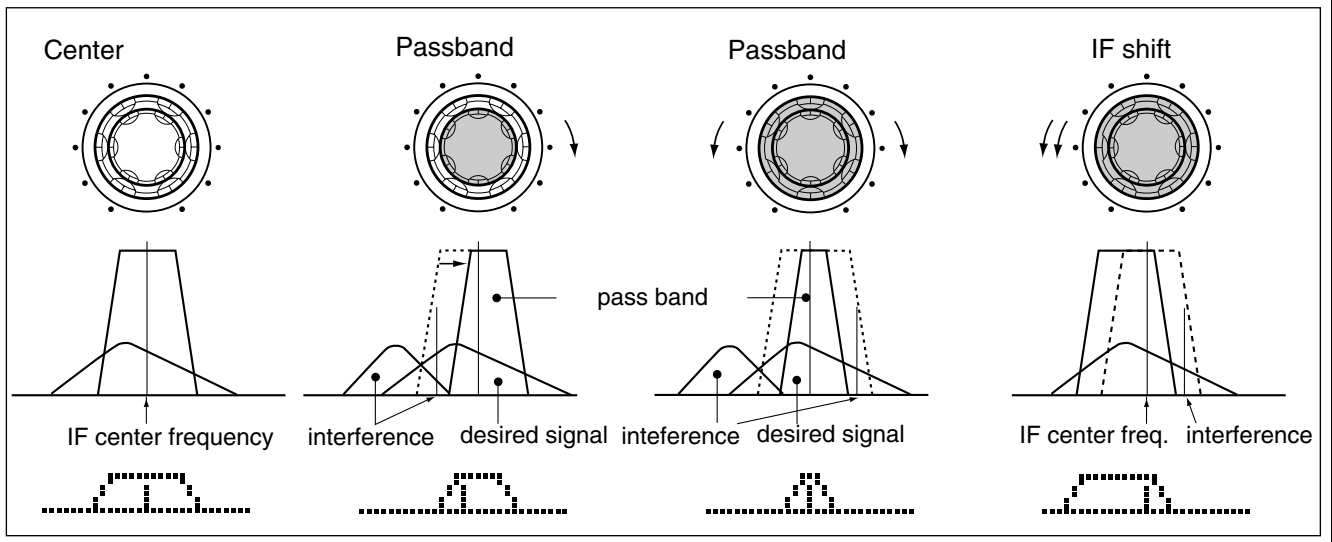 Center
Passband
Passband
IF shift
pass band
IF center frequency
interference
desired signal
inteference
desired signal
IF center freq.
interference